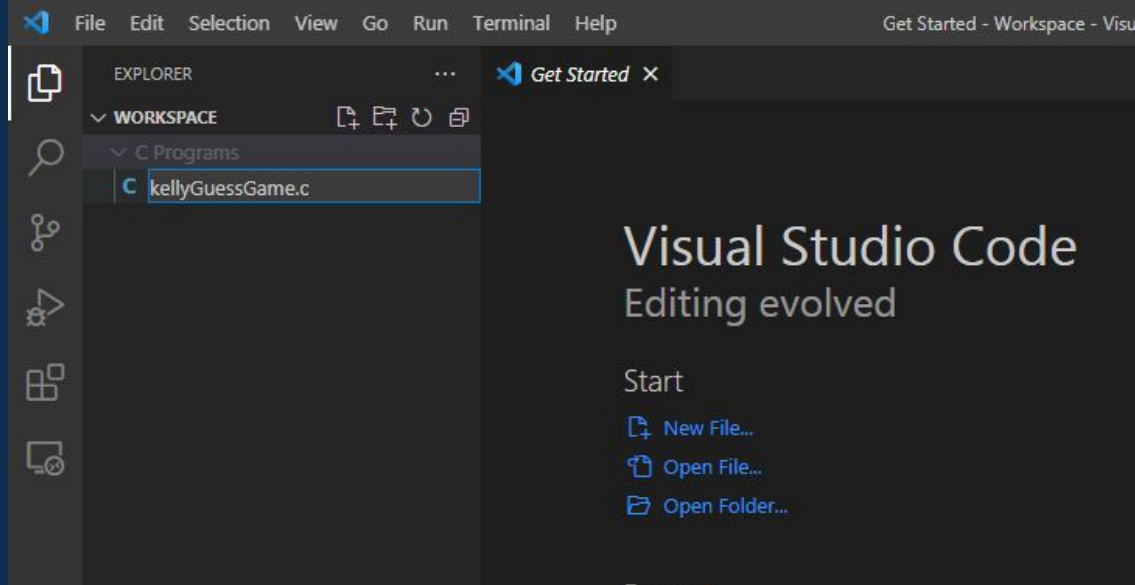 File Edit Selection View Go Run Terminal Help
Get Started - Workspace - Visu
EXPLORER
Get Started
WORKSPACE
C Programs
C kellyGuessGame.c
Visual Studio Code
Editing evolved
Start
New File...
Open File...
Open Folder...